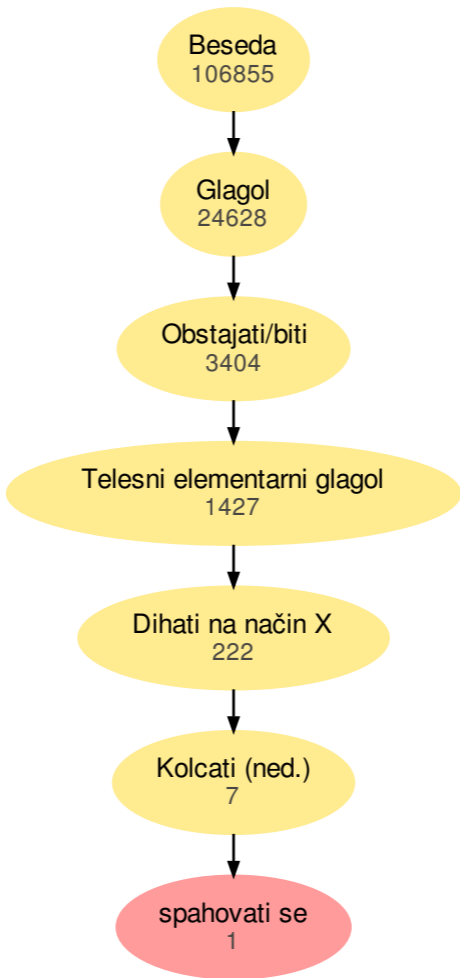 Beseda
106855
Glagol
24628
Obstajati/biti
3404
Telesni elementarni glagol
1427
Dihati na način X
222
Kolcati (ned.)
7
spahovati se
1